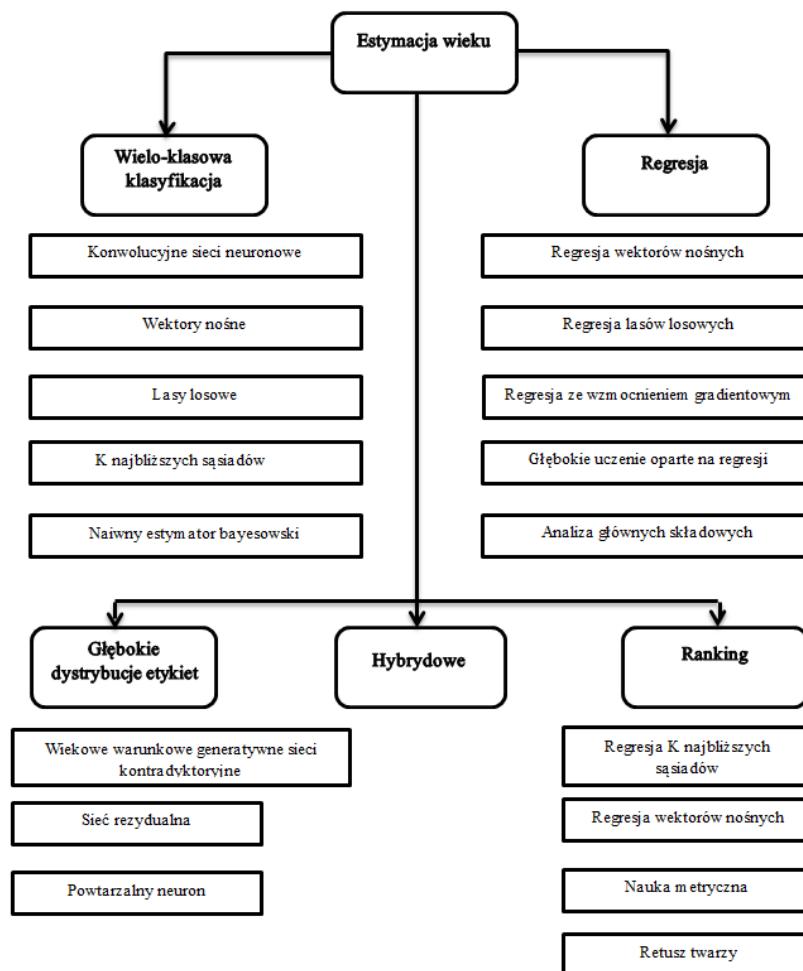 Estymacja wieku
Wielo-klasowa
klasyfikacja
Regresja
Konwolucyjne sieci neuronowe
Regresja wektorów nośnych
Wektory nośne
Regresja lasów losowych
Lasy losowe
Regresja ze wzmocnieniem gradientowym
K najbliższych sąsiadów
Głębokie uczenie oparte na regresji
Naiwny estymator bayesowski
Analiza głównych składowych
Głębokie
dystrybucje etykiet
Hybrydowe
Ranking
Wiekowe warunkowe generatywne sieci
kontradyktoryjne
Regresja K najbliższych
sąsiadów
Sieć rezydualna
Regresja wektorów nośnych
Powtarzalny neuron
Nauka metryczna
Retusz twarzy